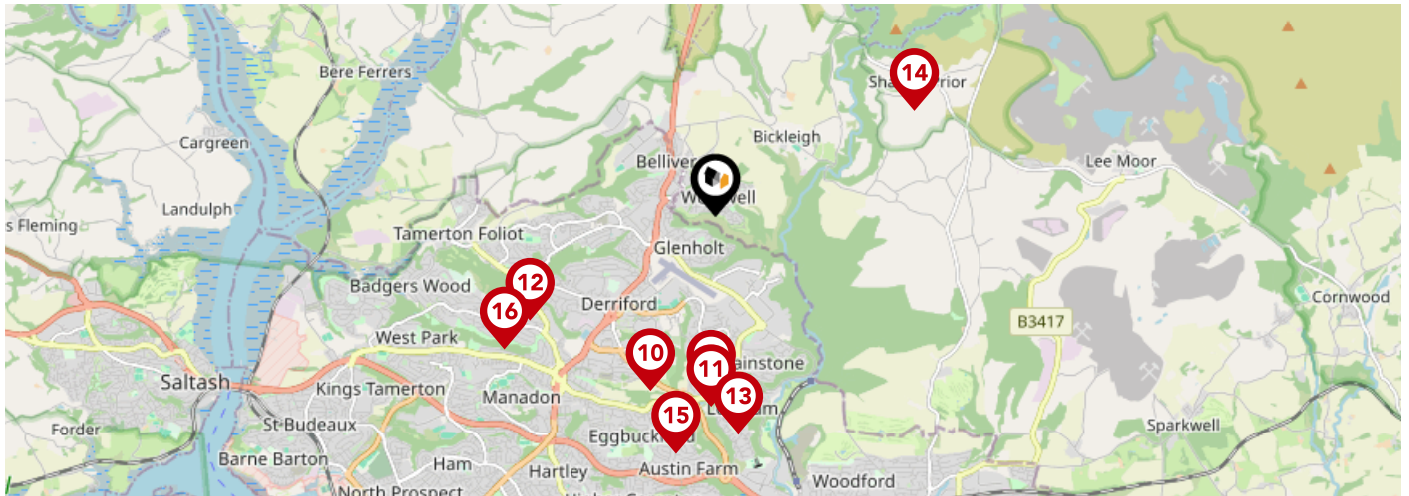 14
Bere Ferrers
Bickleigh
Cargreen
Lee Moor
Landulph
s Fleming
Tamerton Foliot
Glenholt
12
Badgers Wood
Derriford
Cornwood
16
B3417
West Park
10
11
Saltash
Kings Tamerton
Manadon
13
15
Forder
St Budeaux
Sparkwell
Barne Barton
Ham
Hartley
Austin Farm
Woodford
North Prospect